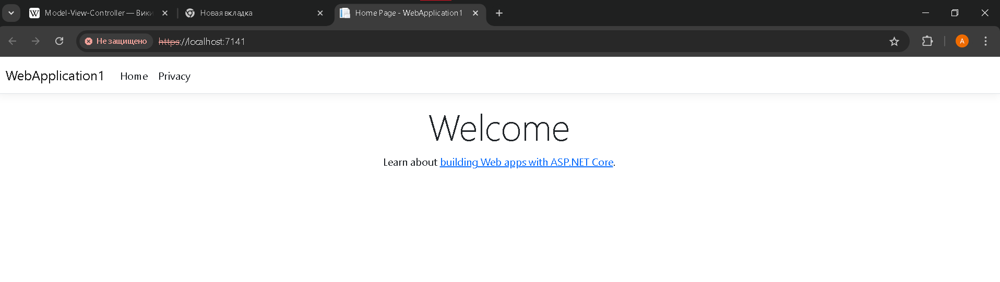 Model-View-Controller — Вики
Новая вкладка
Home Page - WebApplication1
Не защищено https://localhost:7141
A
WebApplication1 Home Privacy
Welcome
Learn about building Web apps with ASP.NET Core.